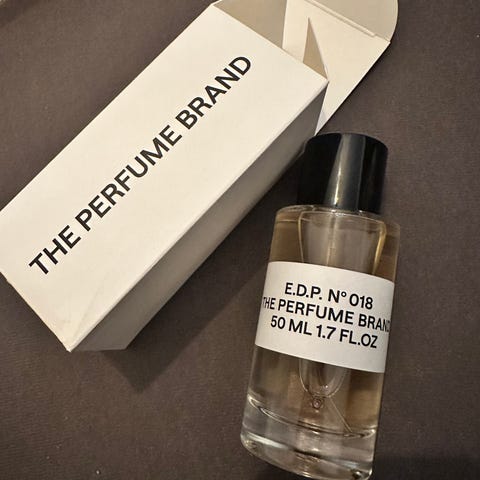 THE PERFUME BRAND
E.D.P. N° 018
THE PERFUME BRAND
50 ML 1.7 FL.OZ